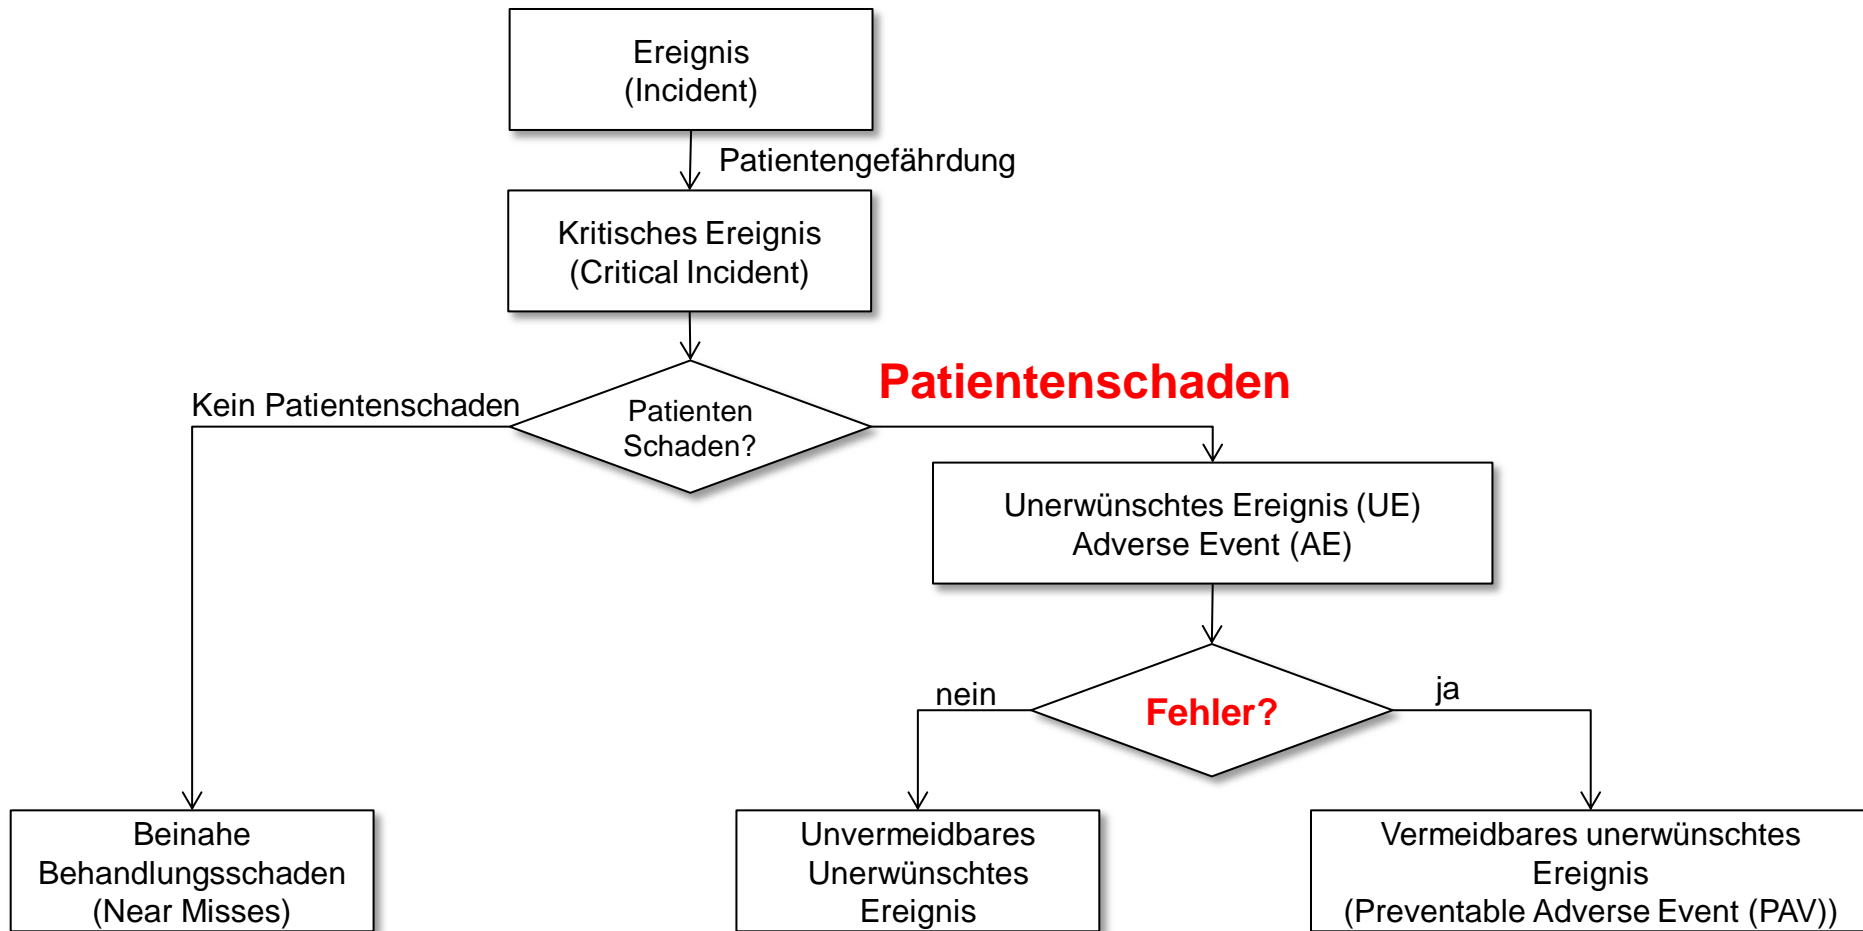 Ereignis
(Incident)
Patientengefährdung
Kritisches Ereignis
(Critical Incident)
Patientenschaden
Kein Patientenschaden
Patienten
Schaden?
Unerwünschtes Ereignis (UE)
Adverse Event (AE)
nein
Fehler?
ja
Beinahe
Behandlungsschaden
(Near Misses)
Unvermeidbares
Unerwünschtes
Ereignis
Vermeidbares unerwünschtes
Ereignis
(Preventable Adverse Event (PAV))